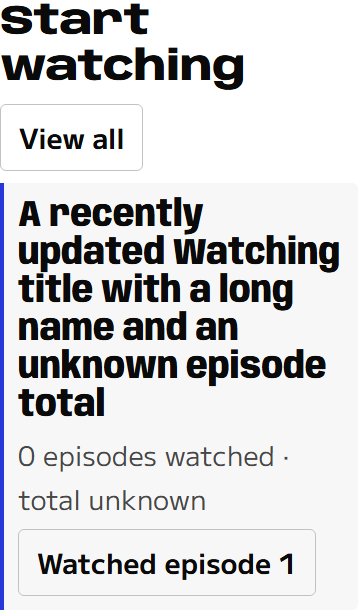 Start
watching
View all
A recently
updated Watching
title with a long
name and an
unknown episode
total
0 episodes watched ·
total unknown
Watched episode 1